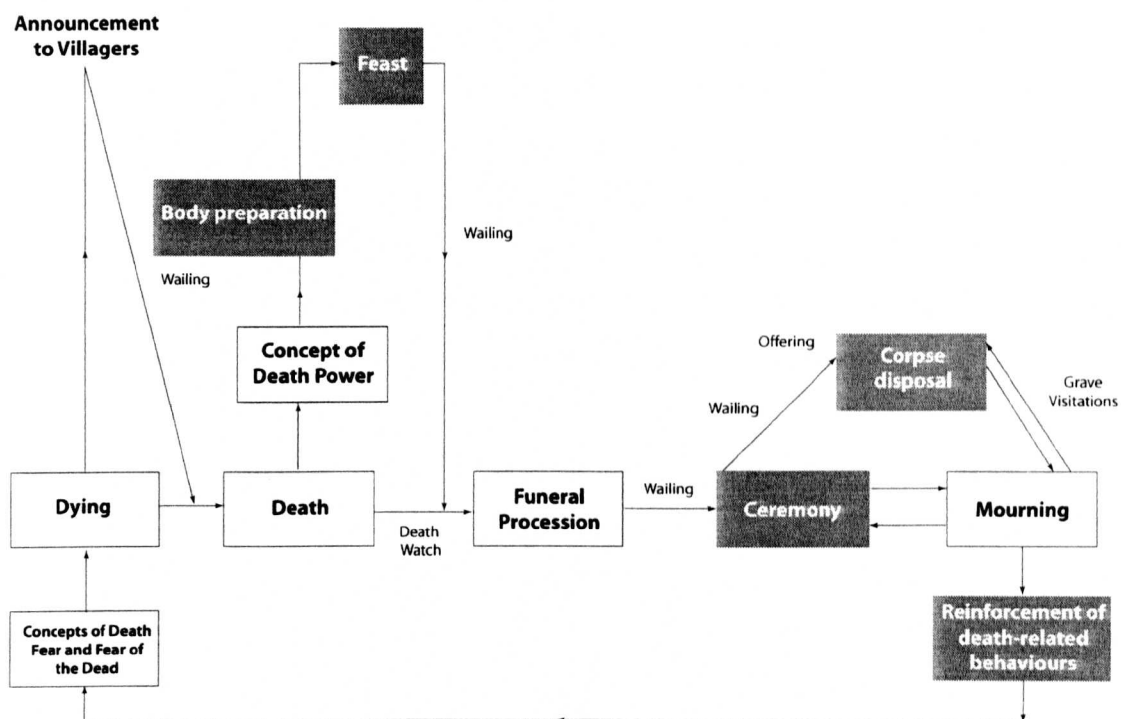 Announcement
to Villagers
Feast
Body preparation
Wailing
Wailing
Concept of
Death Power
Offering
Corpse
disposal
Grave
Visitations
Wailing
Dying
Death
Death
Watch
Funeral
Procession
Wailing
Ceremony
Mourning
Concepts of Death
Fear and Fear of
the Dead
Reinforcement of
death-related
behaviours